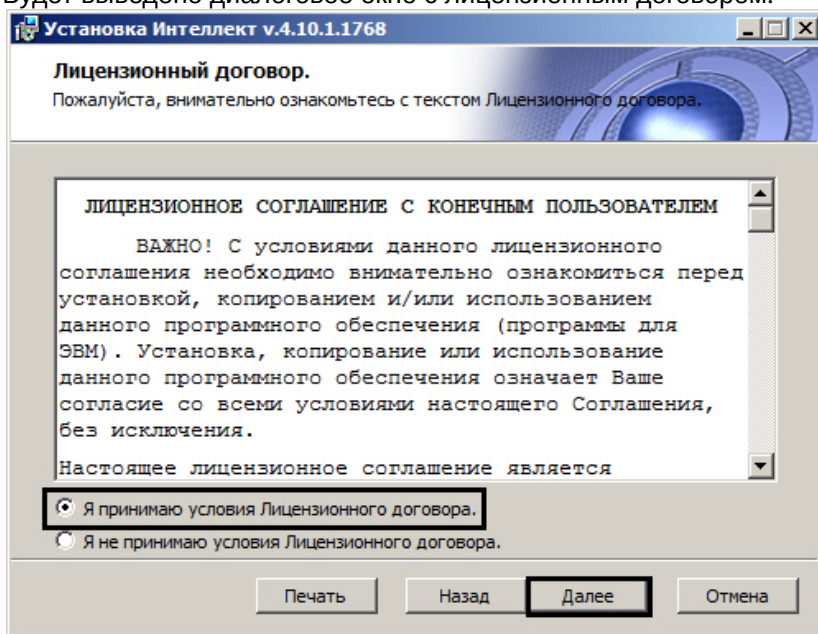 Будет выведено диалоговое окно с лицензионным договором.
Установка Интеллект v.4.10.1.1768
Лицензионный договор.
Пожалуйста, внимательно ознакомьтесь с текстом Лицензионного договора.
ЛИЦЕНЗИОННОЕ СОГЛАШЕНИЕ С КОНЕЧНЫМ ПОЛЬЗОВАТЕЛЕМ
ВАЖНО! С условиями данного лицензионного
соглашения необходимо внимательно ознакомиться перед
установкой, копированием и/или использованием
данного программного обеспечения (программы для
ЭВМ). Установка, копирование или использование
данного программного обеспечения означает Ваше
согласие со всеми условиями настоящего Соглашения,
без исключения.
Настоящее лицензионное соглашение является
Я принимаю условия Лицензионного договора.
Я не принимаю условия Лицензионного договора.
Печать Назад Далее Отмена